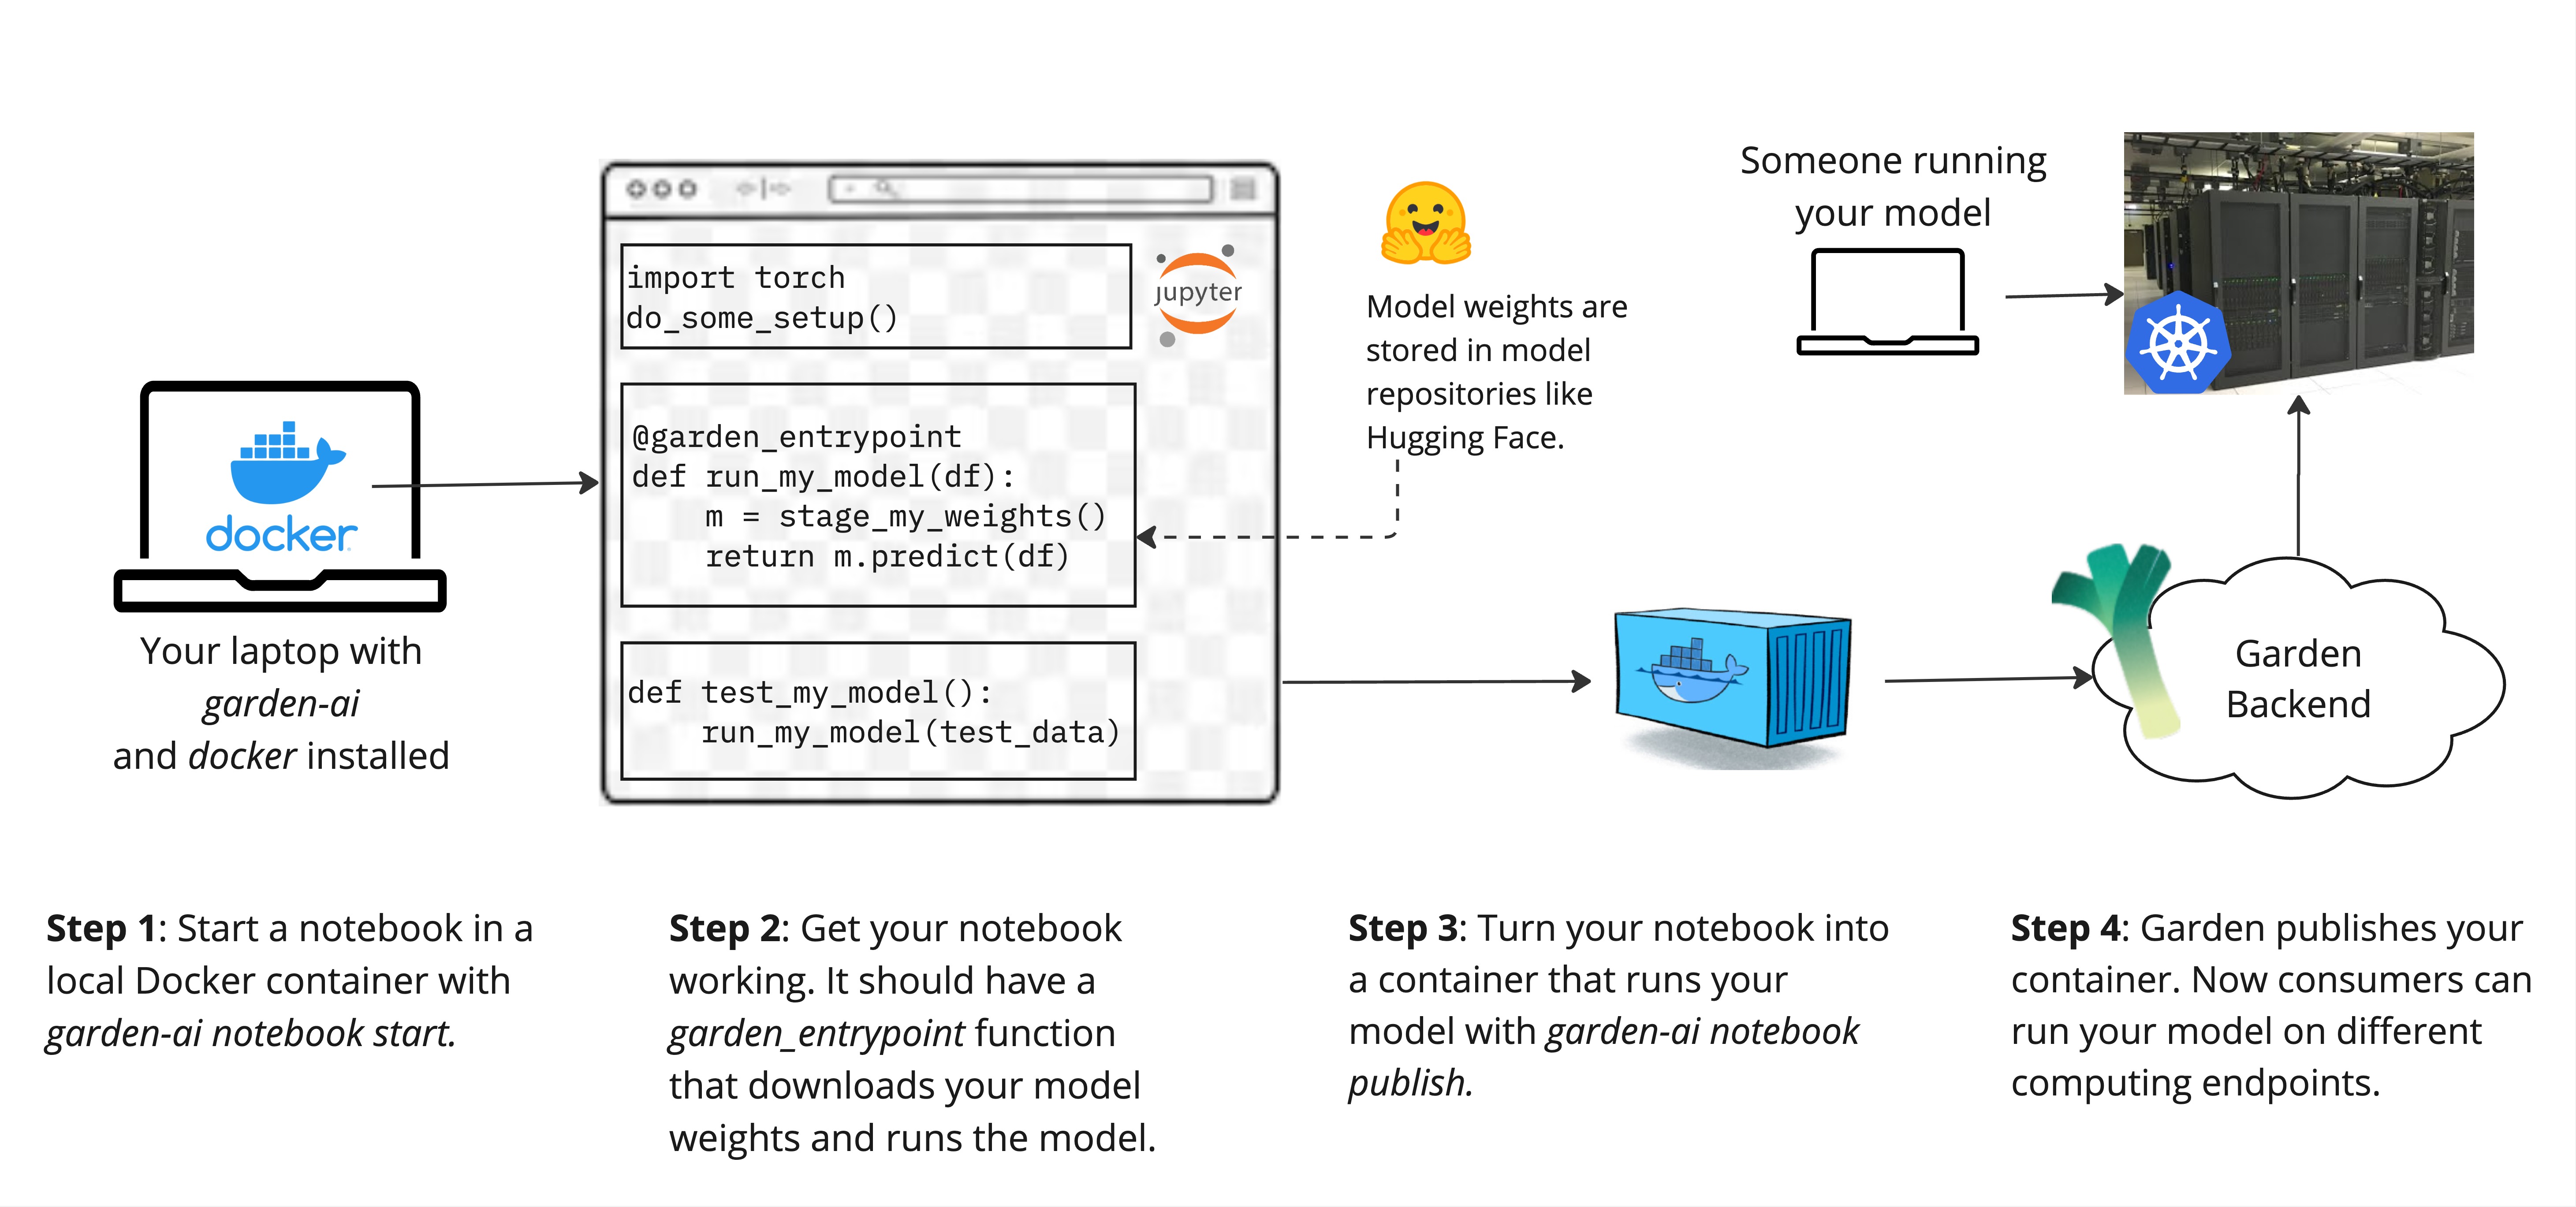 docker
Your laptop with
garden-ai
and docker installed
import torch
do_some_setup()
jupyter
@garden_entrypoint
def run_my_model(df):
    m = stage_my_weights()
    return m.predict(df)
def test_my_model():
    run_my_model(test_data)
Model weights are
stored in model
repositories like
Hugging Face.
Someone running
your model
Garden
Backend
Step 1: Start a notebook in a
local Docker container with
garden-ai notebook start.
Step 2: Get your notebook
working. It should have a
garden_entrypoint function
that downloads your model
weights and runs the model.
Step 3: Turn your notebook into
a container that runs your
model with garden-ai notebook
publish.
Step 4: Garden publishes your
container. Now consumers can
run your model on different
computing endpoints.